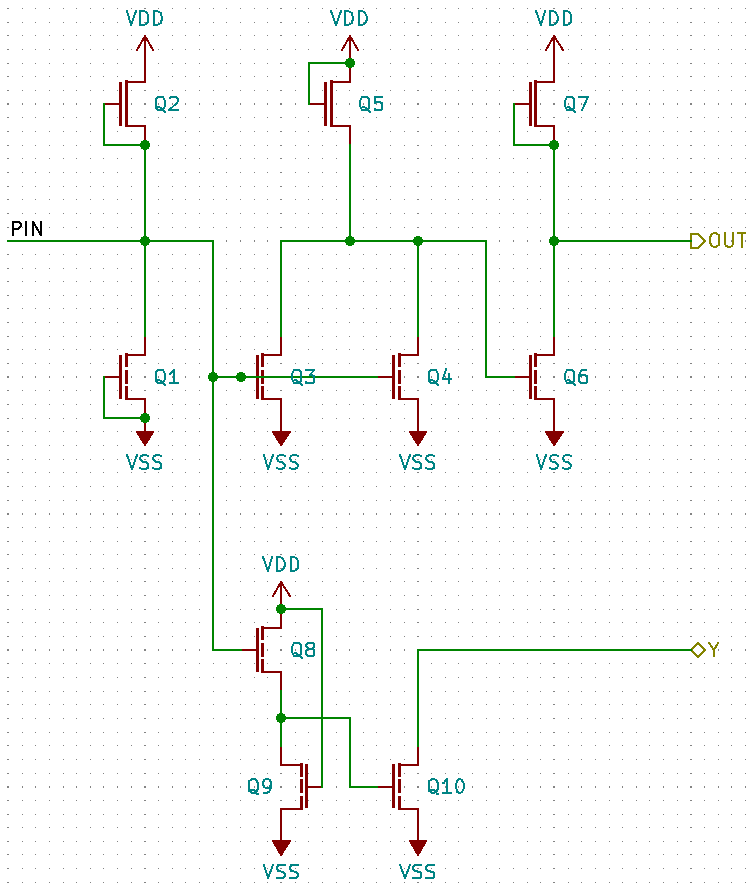 VDD VDD VDD
Q2 Q5 Q7
PIN
OUT
Q1 Q3 Q4 Q6
VSS VSS VSS VSS
VDD
Q8
Y
Q9 Q10
VSS VSS